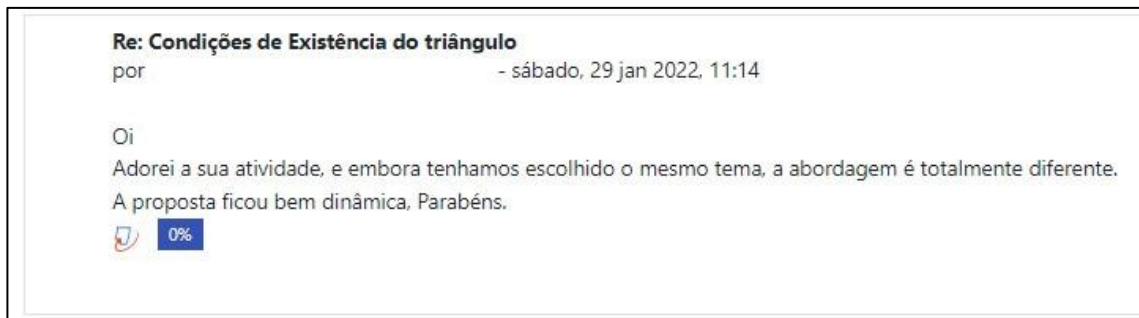 Re: Condições de Existência do triângulo
por - sábado, 29 jan 2022, 11:14
Oi
Adorei a sua atividade, e embora tenhamos escolhido o mesmo tema, a abordagem é totalmente diferente.
A proposta ficou bem dinâmica, Parabéns.
0%